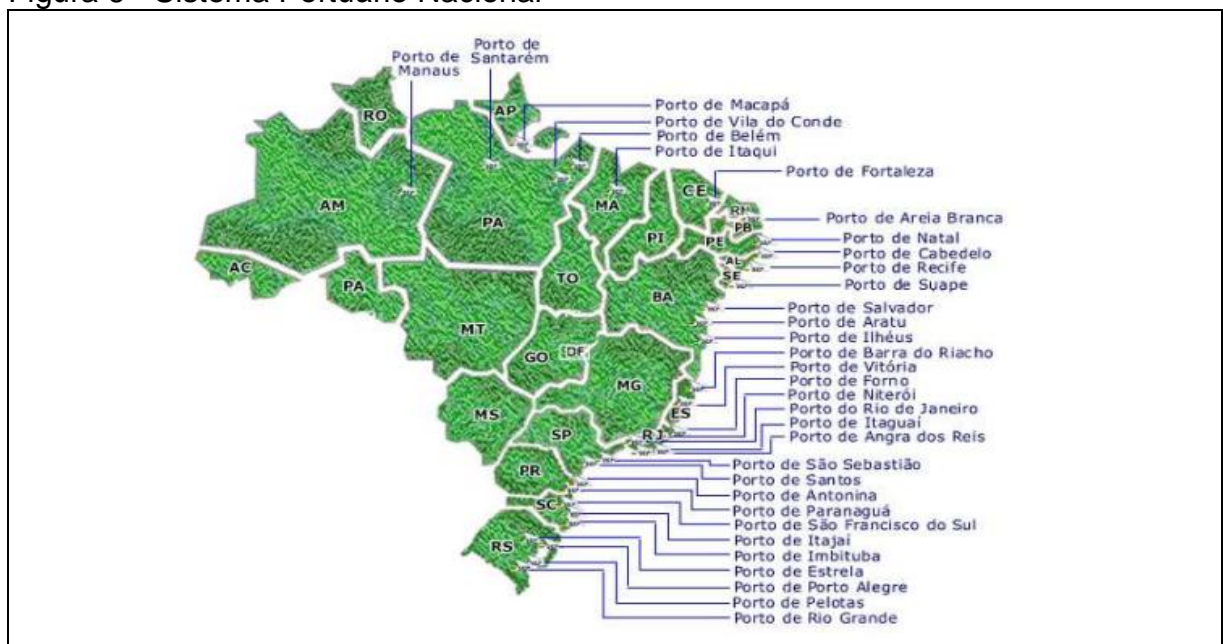 Porto de Manaus
Porto de Santarém
Porto de Macapá
Porto de Vila do Conde
Porto de Belém
Porto de Itaqui
Porto de Fortaleza
Porto de Areia Branca
Porto de Natal
Porto de Cabedelo
Porto de Recife
Porto de Suape
Porto de Salvador
Porto de Aratu
Porto de Ilhéus
Porto de Barra do Riacho
Porto de Vitória
Porto de Forno
Porto de Niterói
Porto do Rio de Janeiro
Porto de Itaguaí
Porto de Angra dos Reis
Porto de São Sebastião
Porto de Santos
Porto de Antonina
Porto de Paranaguá
Porto de São Francisco do Sul
Porto de Itajaí
Porto de Imbituba
Porto de Estrela
Porto de Porto Alegre
Porto de Pelotas
Porto de Rio Grande
RO
AP
AM
PA
MA
CE
RN
PB
PI
PE
AL
SE
AC
PA
TO
BA
MT
GO
DF
MG
ES
MS
SP
RJ
PR
SC
RS